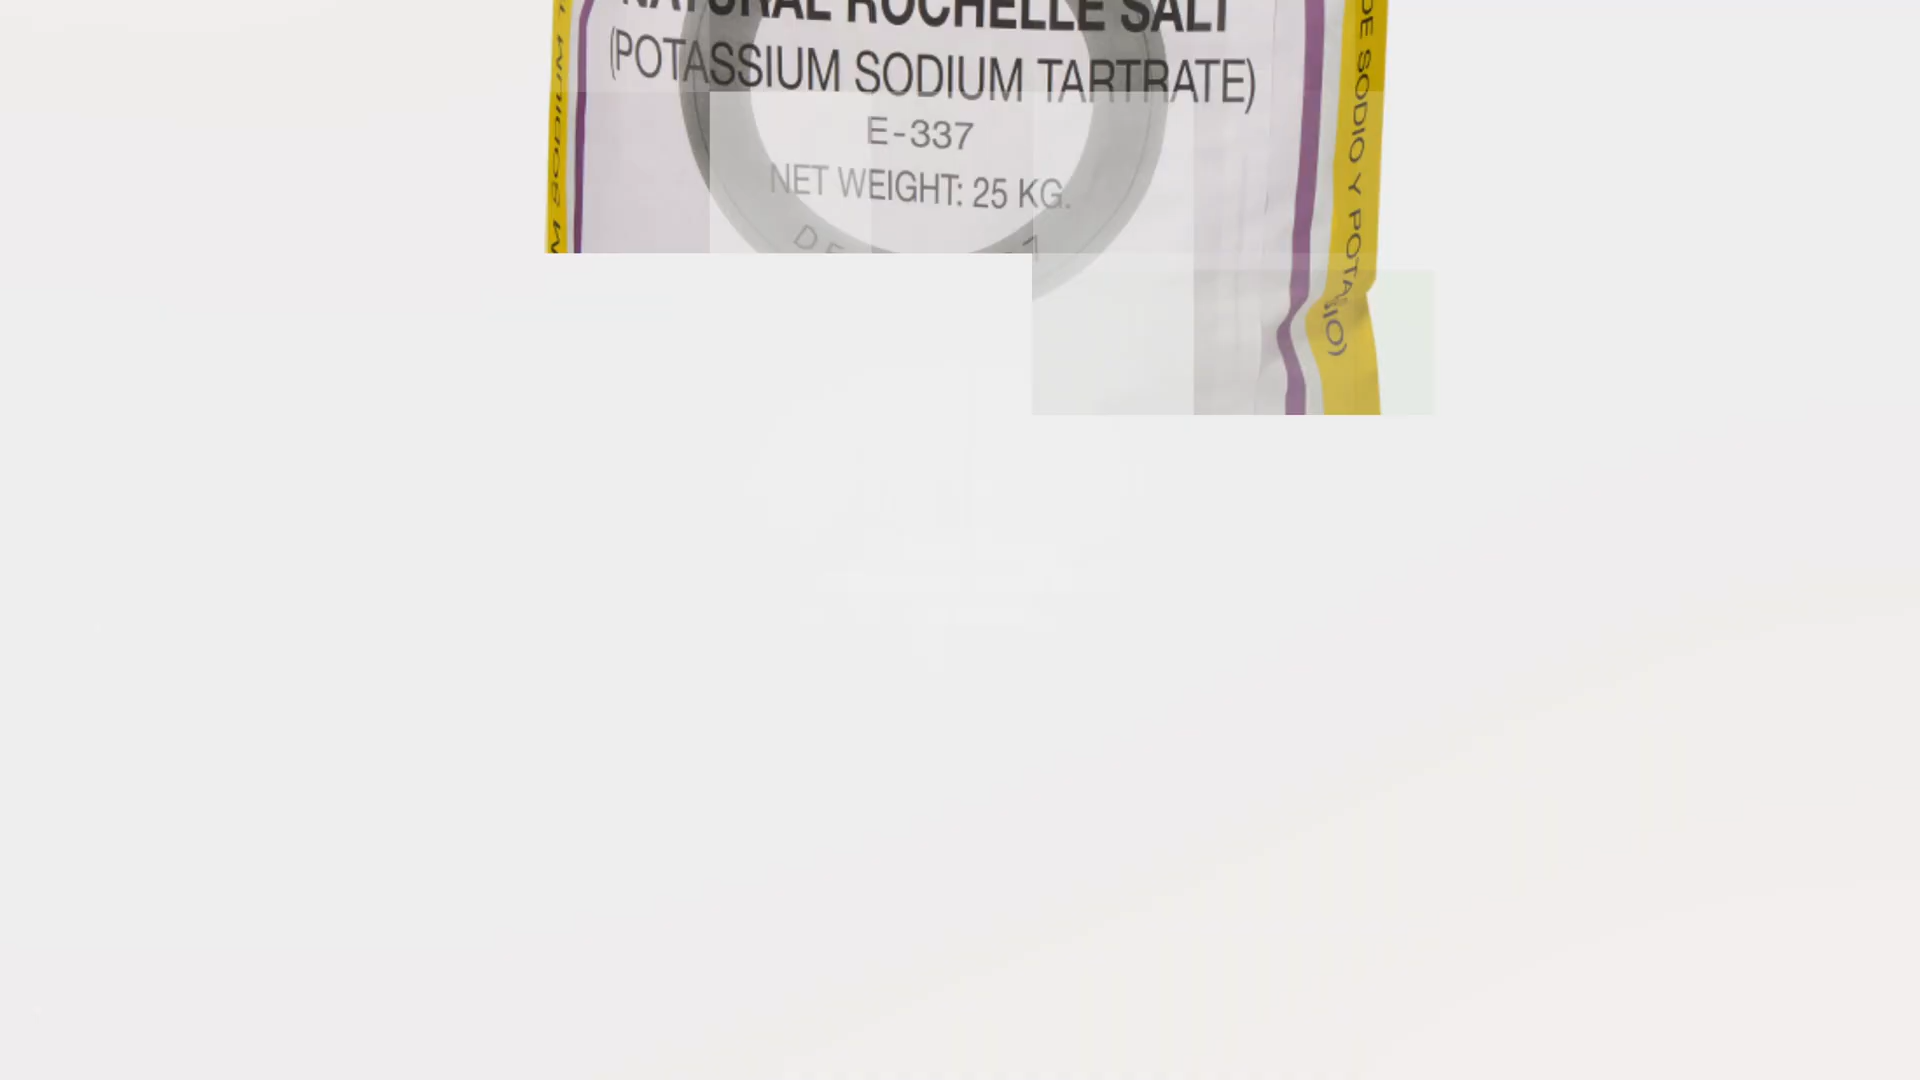 NATURAL ROCHELLE SALT
(POTASSIUM SODIUM TARTRATE)
E-337
NET WEIGHT: 25 KG.
DE SODIO Y POTASIO)